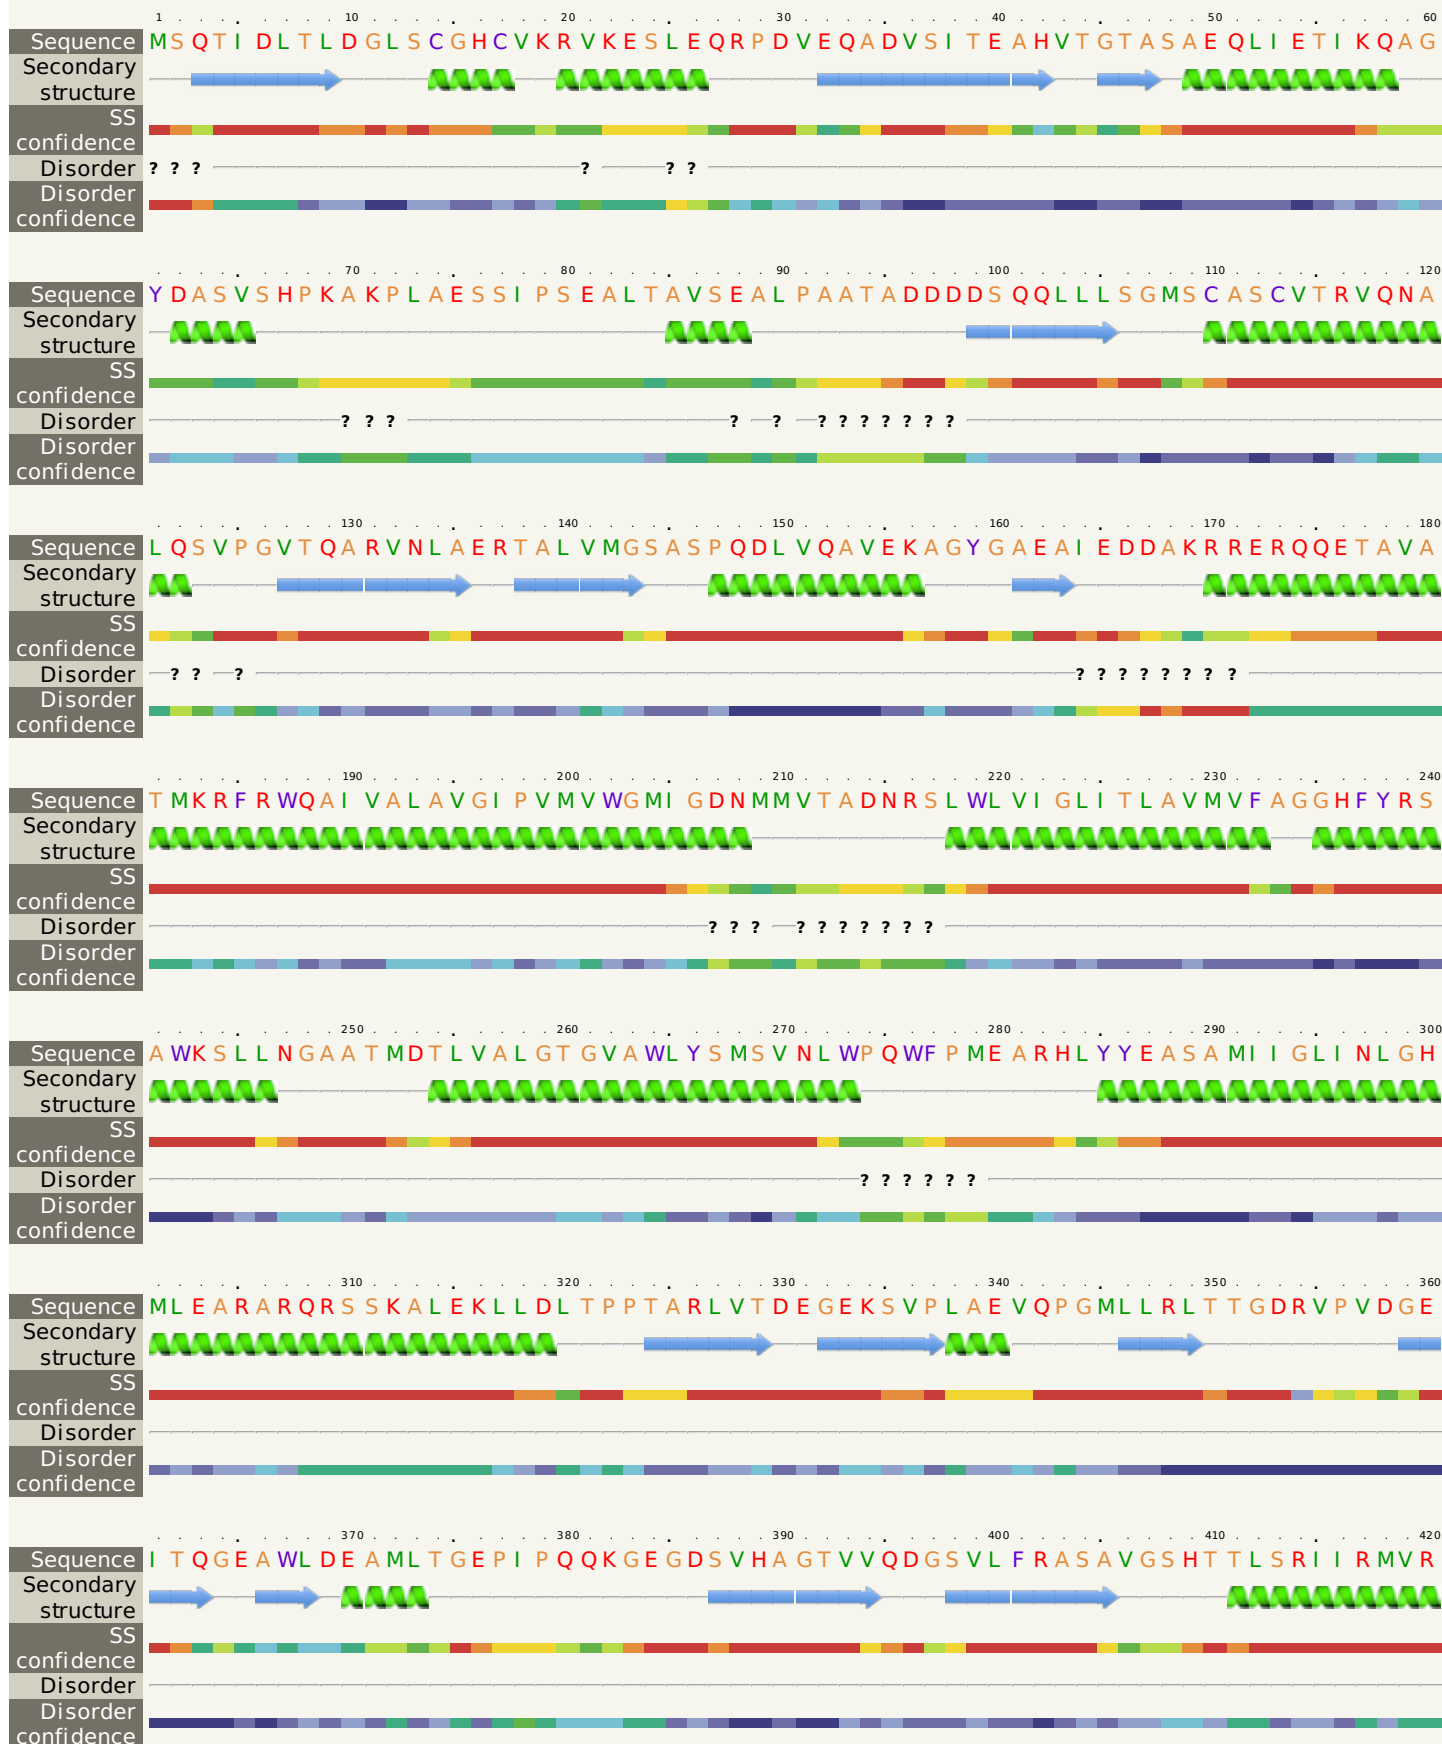 1 10 20 30 40 50 60
Sequence MSQTIDLTLDGLSCGHCVKRVKESLEQRPDVEQADVSITEAHVTGTASAEQLIETIKQAG
Secondary
structure
SS
confidence
Disorder ? ? ? ? ? ?
Disorder
confidence
70 80 90 100 110 120
Sequence YDASVSHPKAKPLAESSIPSEALTAVSEALPAATADDDDSQQLLLSGMSCASCVTRVQNA
Secondary
structure
SS
confidence
Disorder ? ? ? ? ? ? ? ? ? ? ? ?
Disorder
confidence
130 140 150 160 170 180
Sequence LQSVPGVTQARVNLAERTALVMGSASPQDLVQAVEKAGYGAEAIEDDAKRRERQQETAVA
Secondary
structure
SS
confidence
Disorder ? ? ? ? ? ? ? ? ? ? ?
Disorder
confidence
190 200 210 220 230 240
Sequence TMKRFRWQAIVALAVGIPVMVWGMIGDNMMVTADNRSLWLVIGLITLAVMVFAGGHFYRS
Secondary
structure
SS
confidence
Disorder ? ? ? ? ? ? ? ? ? ?
Disorder
confidence
250 260 270 280 290 300
Sequence AWKSLLNGAATMDTLVALGTGVAWLYSMSVNLWPQWFPMEARHLYYEASAMIIGLINLGH
Secondary
structure
SS
confidence
Disorder ? ? ? ? ? ?
Disorder
confidence
310 320 330 340 350 360
Sequence MLEARARQRSSKALEKLLDLTPPTARLVTDEGEKSVPLAEVQPGMLLRLTTGDRVPVDGE
Secondary
structure
SS
confidence
Disorder
Disorder
confidence
370 380 390 400 410 420
Sequence ITQGEAWLDEAMLTGEPIPQQKGEGDSVHAGTVVQDGSVLFRASAVGSHTTLSRIIRMVR
Secondary
structure
SS
confidence
Disorder
Disorder
confidence